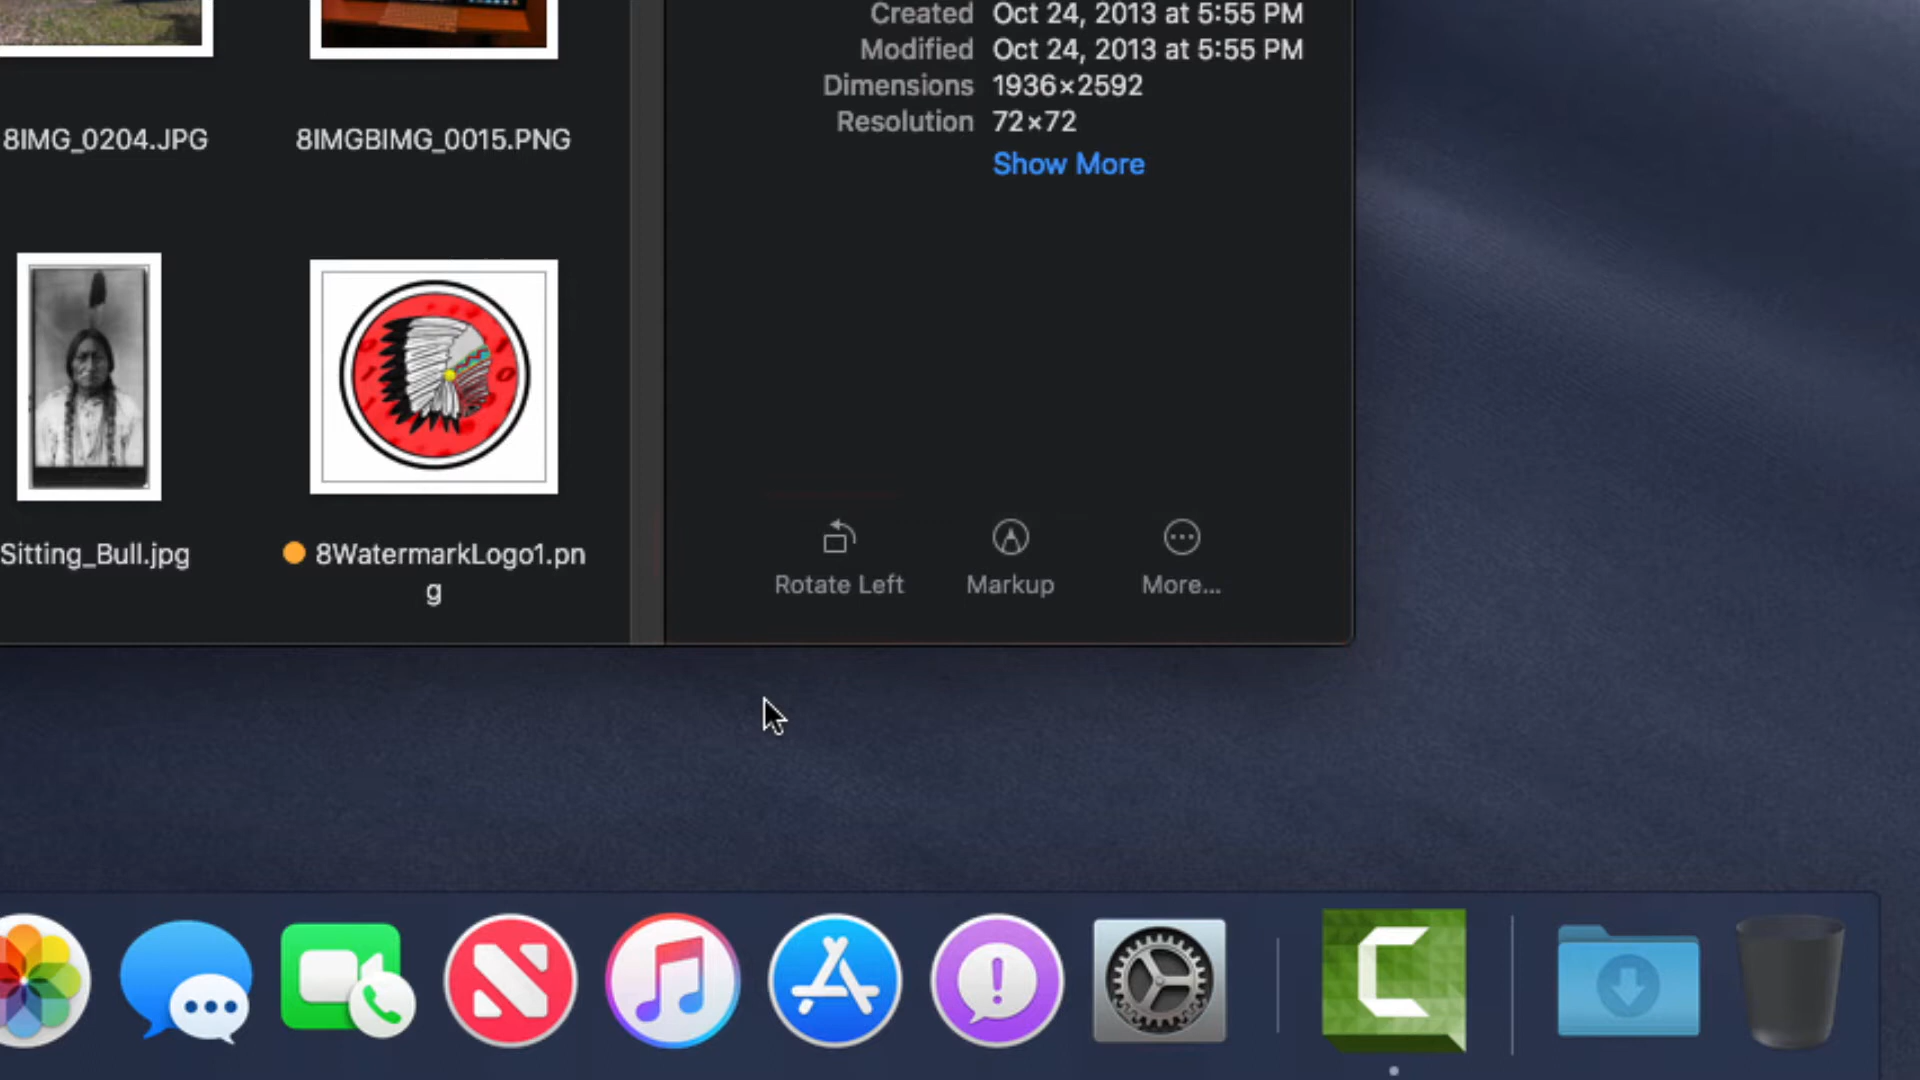 Created Oct 24, 2013 at 5:55 PM
Modified Oct 24, 2013 at 5:55 PM
Dimensions 1936×2592
Resolution 72×72
Show More
8IMG_0204.JPG
8IMGBIMG_0015.PNG
Sitting_Bull.jpg
8WatermarkLogo1.pn
g
Rotate Left
Markup
More...